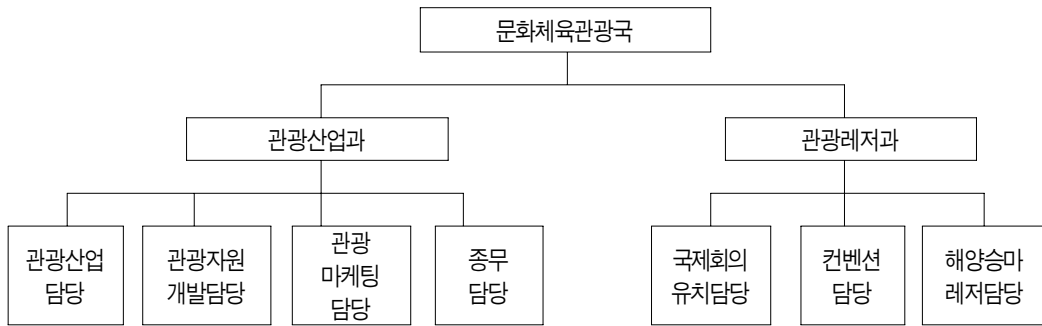 문화체육관광국
관광산업과
관광레저과
관광산업
담당
관광자원
개발담당
관광
마케팅
담당
종무
담당
국제회의
유치담당
컨벤션
담당
해양승마
레저담당